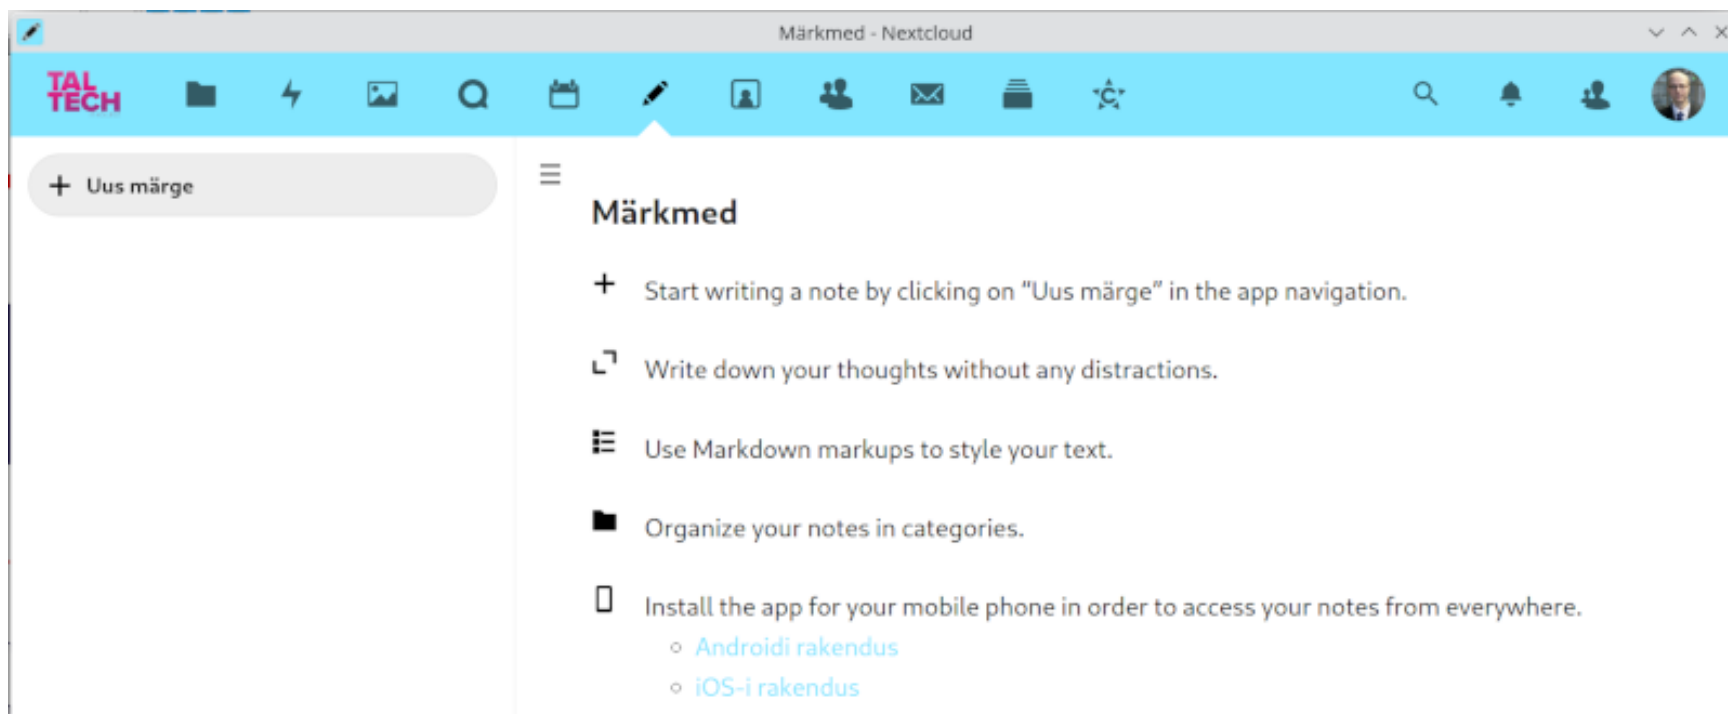 Märkmed - Nextcloud
TAL
TECH
+ Uus märge
Märkmed
Start writing a note by clicking on “Uus märge” in the app navigation.
Write down your thoughts without any distractions.
Use Markdown markups to style your text.
Organize your notes in categories.
Install the app for your mobile phone in order to access your notes from everywhere.
Androidi rakendus
iOS-i rakendus